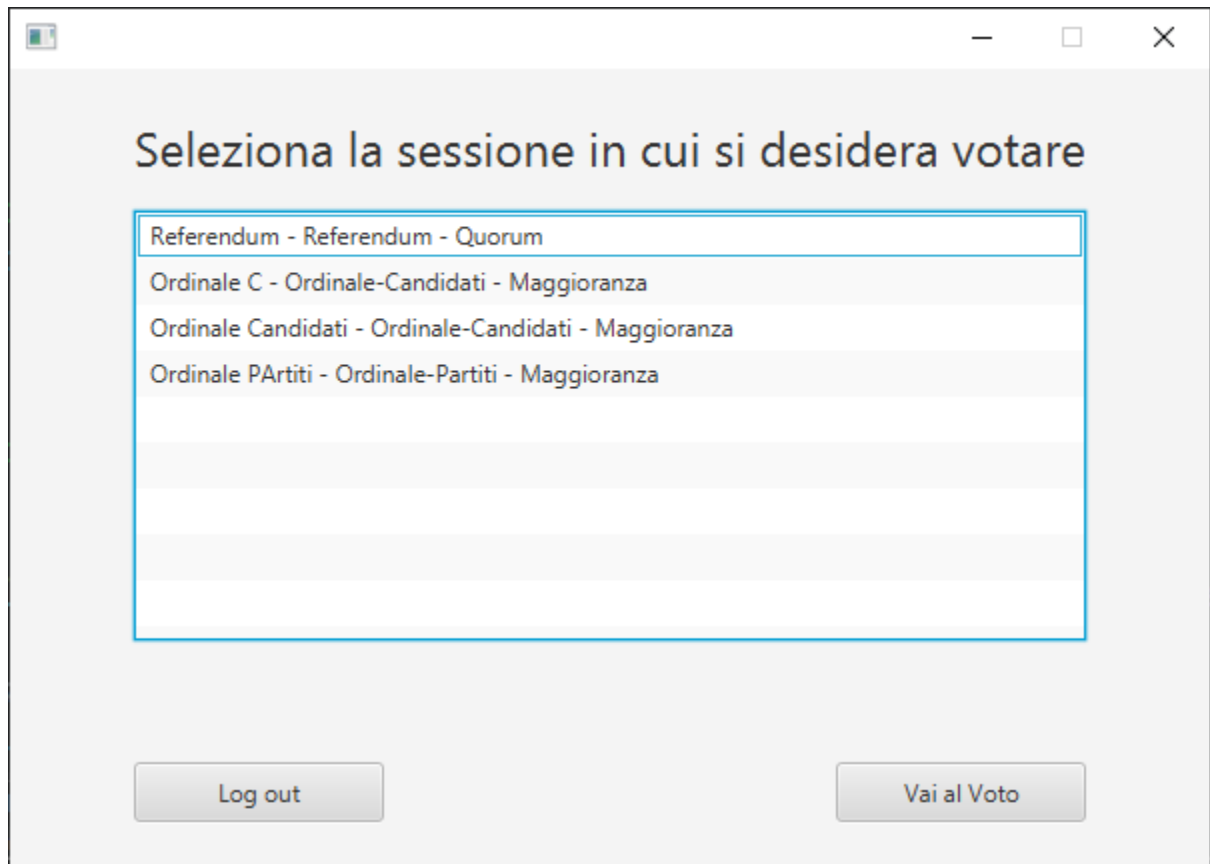 Seleziona la sessione in cui si desidera votare
Referendum - Referendum - Quorum
Ordinale C - Ordinale-Candidati - Maggioranza
Ordinale Candidati - Ordinale-Candidati - Maggioranza
Ordinale PArtiti - Ordinale-Partiti - Maggioranza
Log out
Vai al Voto